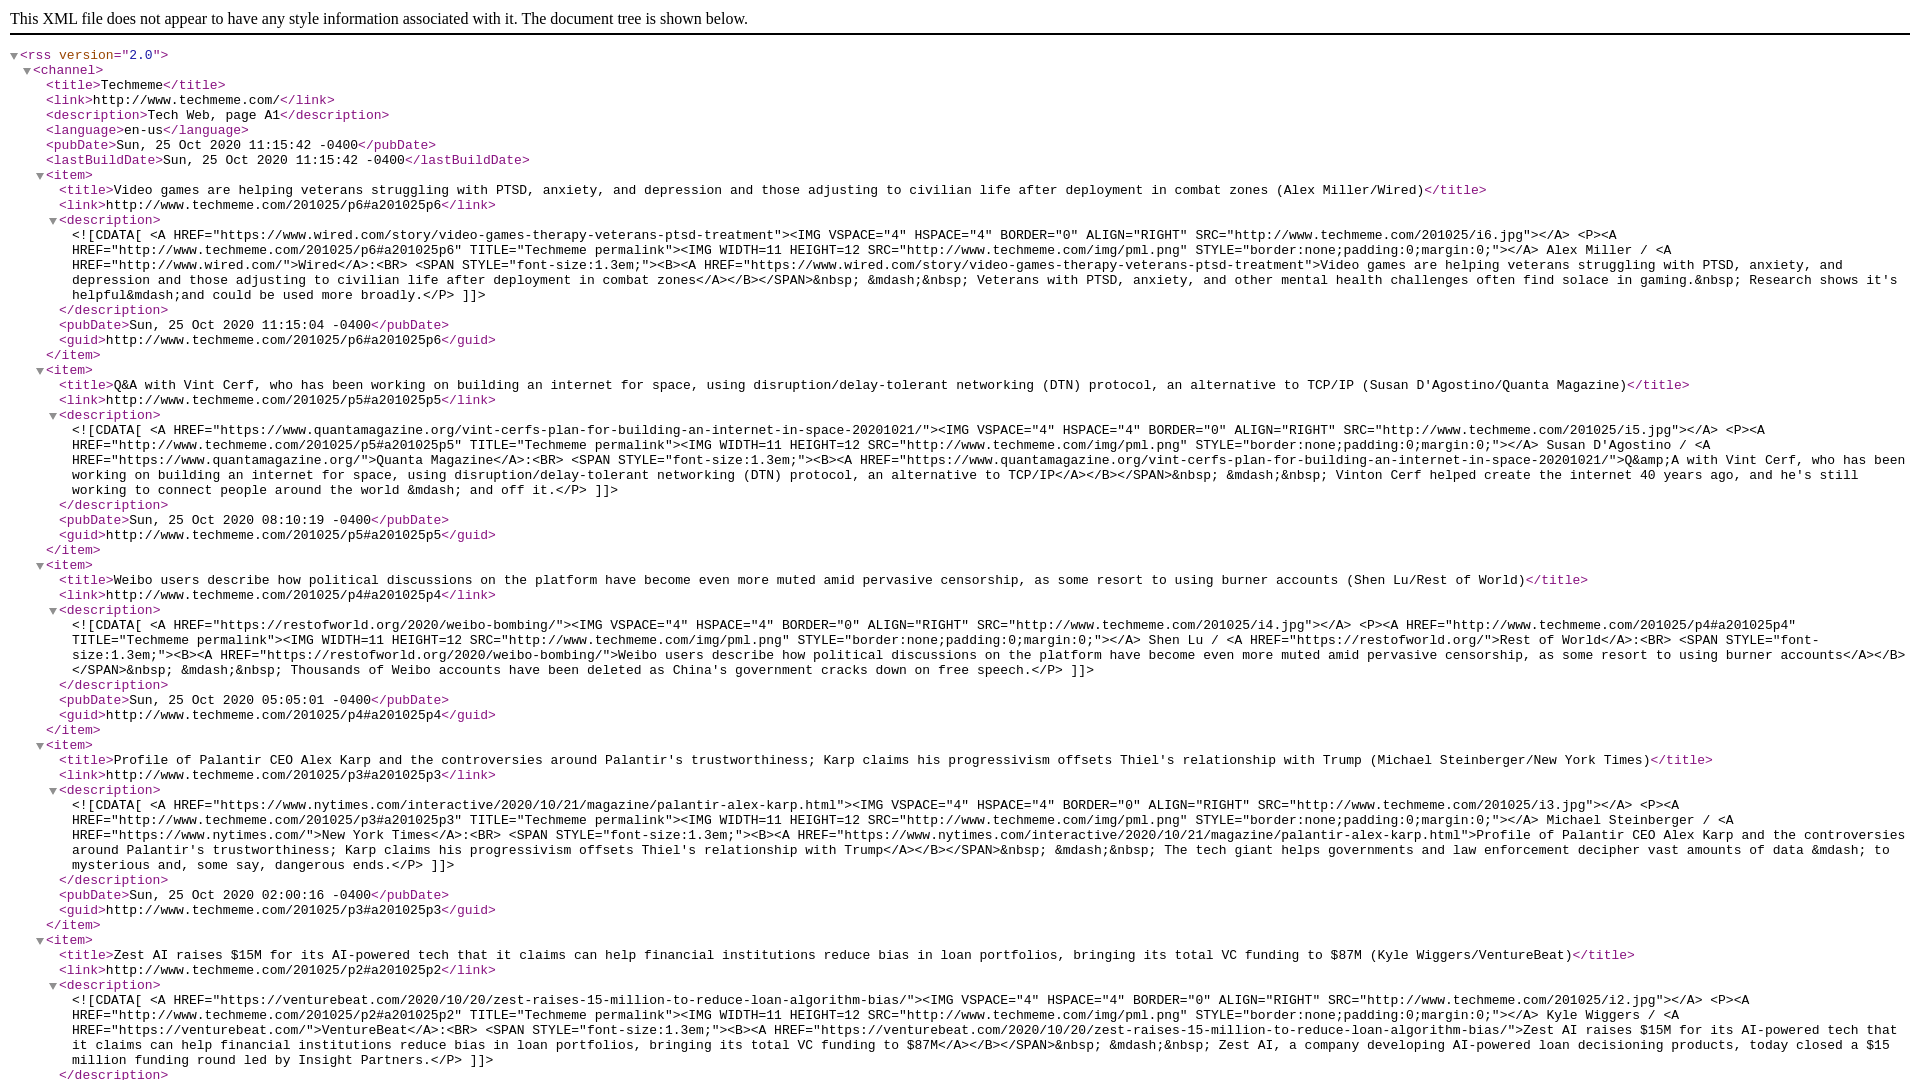 This XML file does not appear to have any style information associated with it. The document tree is shown below.
<rss version="2.0">
<channel>
<title>Techmeme</title>
<link>http://www.techmeme.com/</link>
<description>Tech Web, page A1</description>
<language>en-us</language>
<pubDate>Sun, 25 Oct 2020 11:15:42 -0400</pubDate>
<lastBuildDate>Sun, 25 Oct 2020 11:15:42 -0400</lastBuildDate>
<item>
<title>Video games are helping veterans struggling with PTSD, anxiety, and depression and those adjusting to civilian life after deployment in combat zones (Alex Miller/Wired)</title>
<link>http://www.techmeme.com/201025/p6#a201025p6</link>
<description>
<![CDATA[ <A HREF="https://www.wired.com/story/video-games-therapy-veterans-ptsd-treatment"><IMG VSPACE="4" HSPACE="4" BORDER="0" ALIGN="RIGHT" SRC="http://www.techmeme.com/201025/i6.jpg"></A> <P><A
HREF="http://www.techmeme.com/201025/p6#a201025p6" TITLE="Techmeme permalink"><IMG WIDTH=11 HEIGHT=12 SRC="http://www.techmeme.com/img/pml.png" STYLE="border:none;padding:0;margin:0;"></A> Alex Miller / <A
HREF="http://www.wired.com/">Wired</A>:<BR> <SPAN STYLE="font-size:1.3em;"><B><A HREF="https://www.wired.com/story/video-games-therapy-veterans-ptsd-treatment">Video games are helping veterans struggling with PTSD, anxiety, and
depression and those adjusting to civilian life after deployment in combat zones</A></B></SPAN>&nbsp; &mdash;&nbsp; Veterans with PTSD, anxiety, and other mental health challenges often find solace in gaming.&nbsp; Research shows it's
helpful&mdash;and could be used more broadly.</P> ]]>
</description>
<pubDate>Sun, 25 Oct 2020 11:15:04 -0400</pubDate>
<guid>http://www.techmeme.com/201025/p6#a201025p6</guid>
</item>
<item>
<title>Q&A with Vint Cerf, who has been working on building an internet for space, using disruption/delay-tolerant networking (DTN) protocol, an alternative to TCP/IP (Susan D'Agostino/Quanta Magazine)</title>
<link>http://www.techmeme.com/201025/p5#a201025p5</link>
<description>
<![CDATA[ <A HREF="https://www.quantamagazine.org/vint-cerfs-plan-for-building-an-internet-in-space-20201021/"><IMG VSPACE="4" HSPACE="4" BORDER="0" ALIGN="RIGHT" SRC="http://www.techmeme.com/201025/i5.jpg"></A> <P><A
HREF="http://www.techmeme.com/201025/p5#a201025p5" TITLE="Techmeme permalink"><IMG WIDTH=11 HEIGHT=12 SRC="http://www.techmeme.com/img/pml.png" STYLE="border:none;padding:0;margin:0;"></A> Susan D'Agostino / <A
HREF="https://www.quantamagazine.org/">Quanta Magazine</A>:<BR> <SPAN STYLE="font-size:1.3em;"><B><A HREF="https://www.quantamagazine.org/vint-cerfs-plan-for-building-an-internet-in-space-20201021/">Q&amp;A with Vint Cerf, who has been
working on building an internet for space, using disruption/delay-tolerant networking (DTN) protocol, an alternative to TCP/IP</A></B></SPAN>&nbsp; &mdash;&nbsp; Vinton Cerf helped create the internet 40 years ago, and he's still
working to connect people around the world &mdash; and off it.</P> ]]>
</description>
<pubDate>Sun, 25 Oct 2020 08:10:19 -0400</pubDate>
<guid>http://www.techmeme.com/201025/p5#a201025p5</guid>
</item>
<item>
<title>Weibo users describe how political discussions on the platform have become even more muted amid pervasive censorship, as some resort to using burner accounts (Shen Lu/Rest of World)</title>
<link>http://www.techmeme.com/201025/p4#a201025p4</link>
<description>
<![CDATA[ <A HREF="https://restofworld.org/2020/weibo-bombing/"><IMG VSPACE="4" HSPACE="4" BORDER="0" ALIGN="RIGHT" SRC="http://www.techmeme.com/201025/i4.jpg"></A> <P><A HREF="http://www.techmeme.com/201025/p4#a201025p4"
TITLE="Techmeme permalink"><IMG WIDTH=11 HEIGHT=12 SRC="http://www.techmeme.com/img/pml.png" STYLE="border:none;padding:0;margin:0;"></A> Shen Lu / <A HREF="https://restofworld.org/">Rest of World</A>:<BR> <SPAN STYLE="font-
size:1.3em;"><B><A HREF="https://restofworld.org/2020/weibo-bombing/">Weibo users describe how political discussions on the platform have become even more muted amid pervasive censorship, as some resort to using burner accounts</A></B>
</SPAN>&nbsp; &mdash;&nbsp; Thousands of Weibo accounts have been deleted as China's government cracks down on free speech.</P> ]]>
</description>
<pubDate>Sun, 25 Oct 2020 05:05:01 -0400</pubDate>
<guid>http://www.techmeme.com/201025/p4#a201025p4</guid>
</item>
<item>
<title>Profile of Palantir CEO Alex Karp and the controversies around Palantir's trustworthiness; Karp claims his progressivism offsets Thiel's relationship with Trump (Michael Steinberger/New York Times)</title>
<link>http://www.techmeme.com/201025/p3#a201025p3</link>
<description>
<![CDATA[ <A HREF="https://www.nytimes.com/interactive/2020/10/21/magazine/palantir-alex-karp.html"><IMG VSPACE="4" HSPACE="4" BORDER="0" ALIGN="RIGHT" SRC="http://www.techmeme.com/201025/i3.jpg"></A> <P><A
HREF="http://www.techmeme.com/201025/p3#a201025p3" TITLE="Techmeme permalink"><IMG WIDTH=11 HEIGHT=12 SRC="http://www.techmeme.com/img/pml.png" STYLE="border:none;padding:0;margin:0;"></A> Michael Steinberger / <A
HREF="https://www.nytimes.com/">New York Times</A>:<BR> <SPAN STYLE="font-size:1.3em;"><B><A HREF="https://www.nytimes.com/interactive/2020/10/21/magazine/palantir-alex-karp.html">Profile of Palantir CEO Alex Karp and the controversies
around Palantir's trustworthiness; Karp claims his progressivism offsets Thiel's relationship with Trump</A></B></SPAN>&nbsp; &mdash;&nbsp; The tech giant helps governments and law enforcement decipher vast amounts of data &mdash; to
mysterious and, some say, dangerous ends.</P> ]]>
</description>
<pubDate>Sun, 25 Oct 2020 02:00:16 -0400</pubDate>
<guid>http://www.techmeme.com/201025/p3#a201025p3</guid>
</item>
<item>
<title>Zest AI raises $15M for its AI-powered tech that it claims can help financial institutions reduce bias in loan portfolios, bringing its total VC funding to $87M (Kyle Wiggers/VentureBeat)</title>
<link>http://www.techmeme.com/201025/p2#a201025p2</link>
<description>
<![CDATA[ <A HREF="https://venturebeat.com/2020/10/20/zest-raises-15-million-to-reduce-loan-algorithm-bias/"><IMG VSPACE="4" HSPACE="4" BORDER="0" ALIGN="RIGHT" SRC="http://www.techmeme.com/201025/i2.jpg"></A> <P><A
HREF="http://www.techmeme.com/201025/p2#a201025p2" TITLE="Techmeme permalink"><IMG WIDTH=11 HEIGHT=12 SRC="http://www.techmeme.com/img/pml.png" STYLE="border:none;padding:0;margin:0;"></A> Kyle Wiggers / <A
HREF="https://venturebeat.com/">VentureBeat</A>:<BR> <SPAN STYLE="font-size:1.3em;"><B><A HREF="https://venturebeat.com/2020/10/20/zest-raises-15-million-to-reduce-loan-algorithm-bias/">Zest AI raises $15M for its AI-powered tech that
it claims can help financial institutions reduce bias in loan portfolios, bringing its total VC funding to $87M</A></B></SPAN>&nbsp; &mdash;&nbsp; Zest AI, a company developing AI-powered loan decisioning products, today closed a $15
million funding round led by Insight Partners.</P> ]]>
</description>